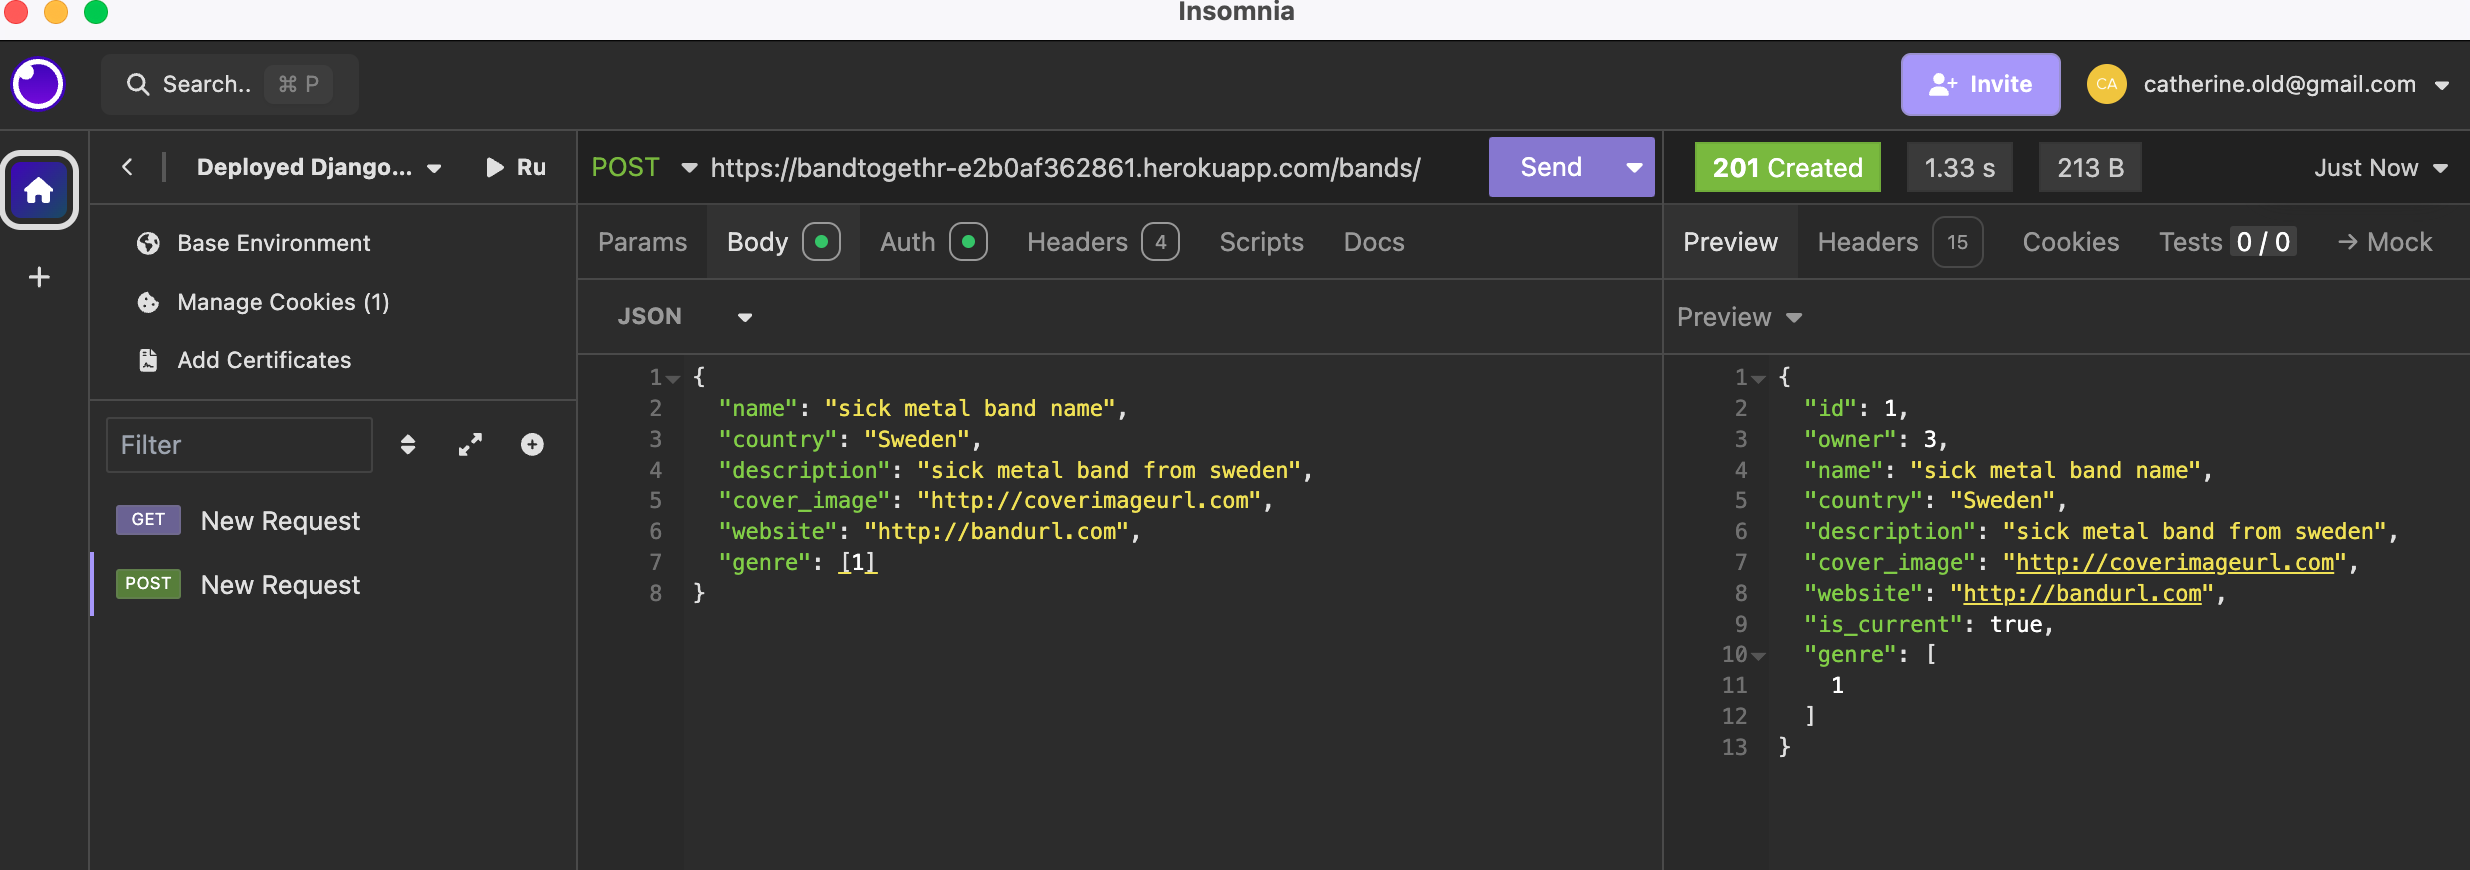 Insomnia
Search.. ⌘ P
Invite
CA
catherine.old@gmail.com
Deployed Django...
Ru
POST
https://bandtogethr-e2b0af362861.herokuapp.com/bands/
Send
201 Created
1.33 s
213 B
Just Now
Base Environment
Manage Cookies (1)
Add Certificates
Filter
GET New Request
POST New Request
Params
Body
Auth
Headers 4
Scripts
Docs
JSON
1 {
2 "name": "sick metal band name",
3 "country": "Sweden",
4 "description": "sick metal band from sweden",
5 "cover_image": "http://coverimageurl.com",
6 "website": "http://bandurl.com",
7 "genre": [1]
8 }
Preview
Headers 15
Cookies
Tests 0 / 0
→ Mock
Preview
1 {
2 "id": 1,
3 "owner": 3,
4 "name": "sick metal band name",
5 "country": "Sweden",
6 "description": "sick metal band from sweden",
7 "cover_image": "http://coverimageurl.com",
8 "website": "http://bandurl.com",
9 "is_current": true,
10 "genre": [
11 1
12 ]
13 }